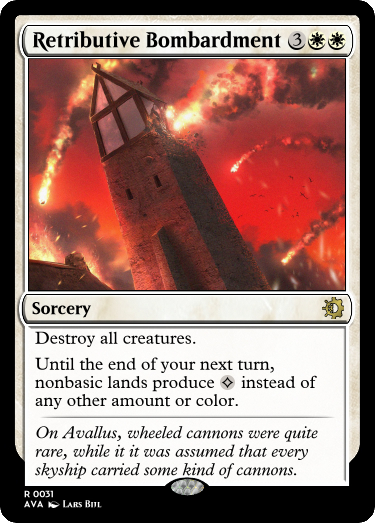 Retributive Bombardment 3
Sorcery
Destroy all creatures.
Until the end of your next turn,
nonbasic lands produce instead of
any other amount or color.
On Avallus, wheeled cannons were quite
rare, while it it was assumed that every
skyship carried some kind of cannons.
R 0031
AVA Lars Bitl